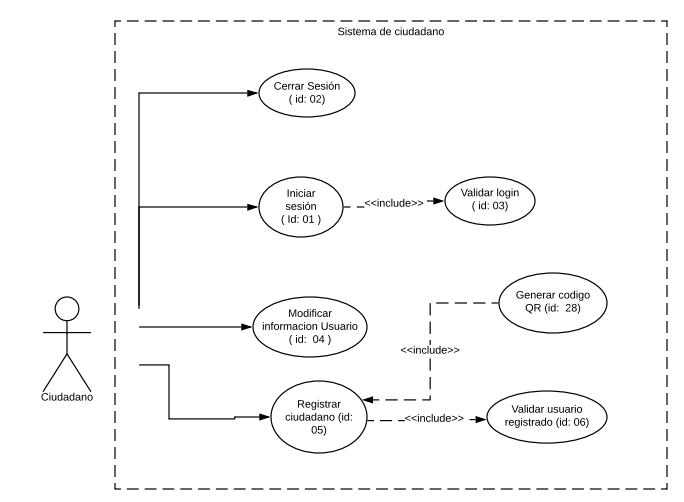 Sistema de ciudadano
Cerrar Sesión
( id: 02)
Iniciar
sesión
( Id: 01 )
<<include>>
Validar login
( id: 03)
Generar codigo
QR (id:  28)
Modificar
informacion Usuario
( id:  04 )
<<include>>
Ciudadano
Registrar
ciudadano (id:
05)
<<include>>
Validar usuario
registrado (id: 06)